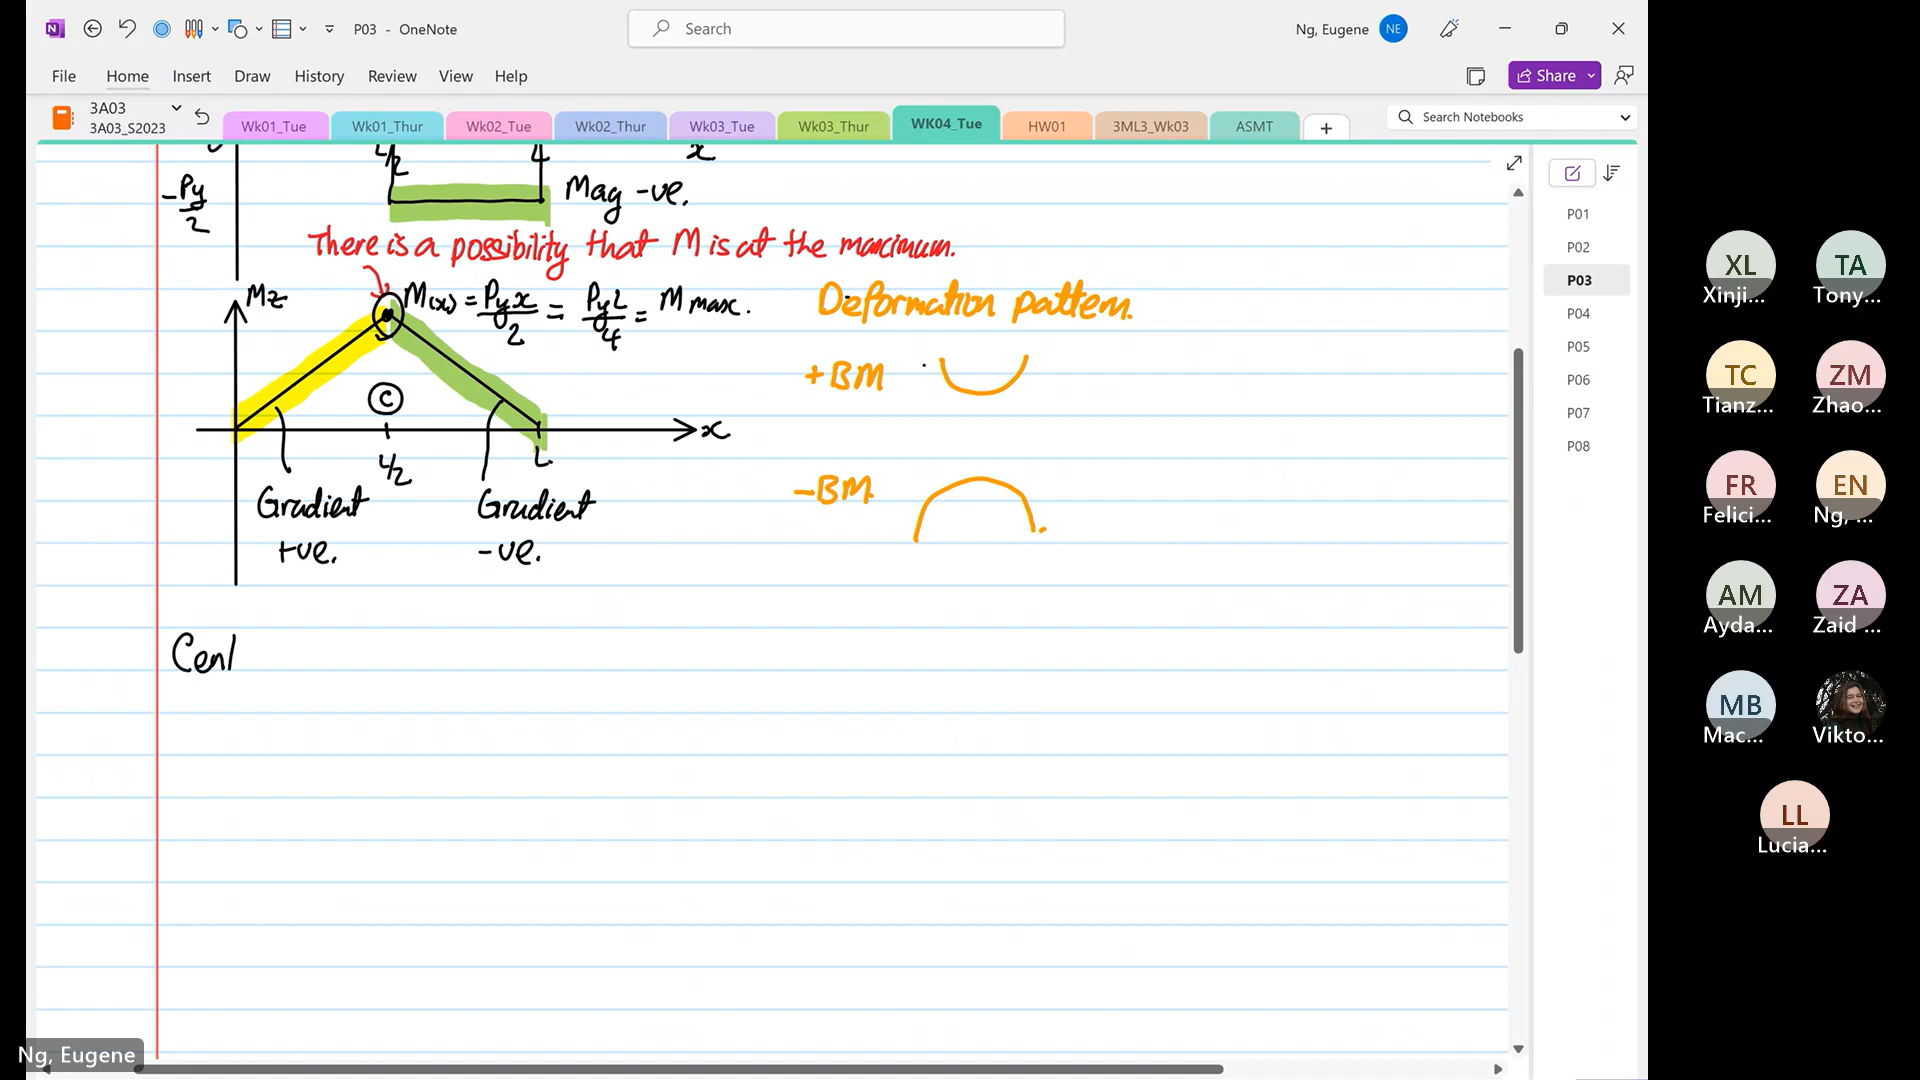 P03 - OneNote
Search
Ng, Eugene
NE
File
Home
Insert
Draw
History
Review
View
Help
Share
3A03
3A03_S2023
Wk01_Tue
Wk01_Thur
Wk02_Tue
Wk02_Thur
Wk03_Tue
Wk03_Thur
WK04_Tue
HW01
3ML3_Wk03
ASMT
+
Search Notebooks
L/2
L
x
-Py/2
Mag -ve.
There is a possibility that M is at the maximum.
Mz
M(x) = Pyx/2 = PyL/4 = M max.
Deformation pattern.
+BM
C
x
L/2
L
-BM
Gradient
+ve.
Gradient
-ve.
Cent
P01
P02
P03
P04
P05
P06
P07
P08
XL
Xinji...
TA
Tony...
TC
Tianz...
ZM
Zhao...
FR
Felici...
EN
Ng, ...
AM
Ayda...
ZA
Zaid ...
MB
Mac...
Vikto...
LL
Lucia...
Ng, Eugene